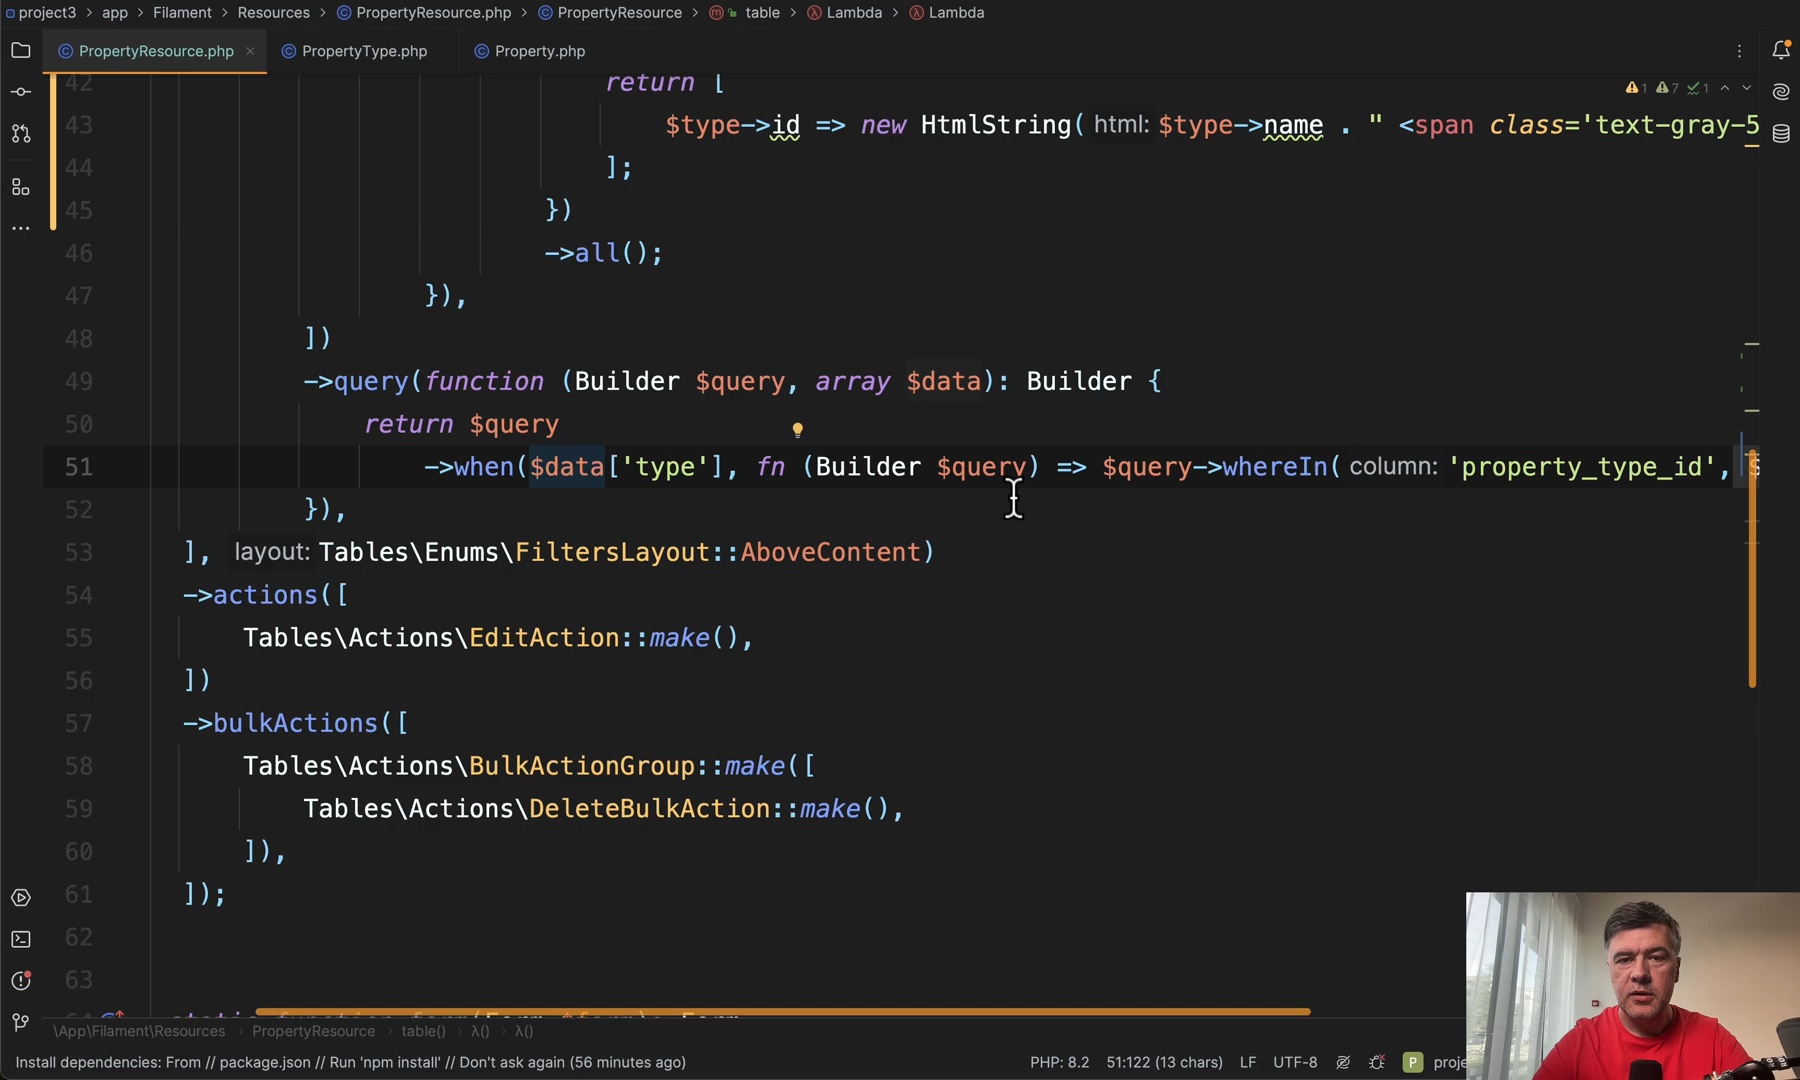 project3 > app > Filament > Resources > PropertyResource.php > PropertyResource > table > Lambda > Lambda
PropertyResource.php × PropertyType.php Property.php
42 return [
1 7 1
43 $type->id => new HtmlString( html: $type->name . " <span class='text-gray-5
44 ];
45 })
46 ->all();
47 }),
48 ])
49 ->query(function (Builder $query, array $data): Builder {
50 return $query
51 ->when($data['type'], fn (Builder $query) => $query->whereIn( column: 'property_type_id', $
52 }),
53 ], layout: Tables\Enums\FiltersLayout::AboveContent)
54 ->actions([
55 Tables\Actions\EditAction::make(),
56 ])
57 ->bulkActions([
58 Tables\Actions\BulkActionGroup::make([
59 Tables\Actions\DeleteBulkAction::make(),
60 ]),
61 ]);
62
63
\App\Filament\Resources > PropertyResource > table() > λ() > λ()
Install dependencies: From // package.json // Run 'npm install' // Don't ask again (56 minutes ago) PHP: 8.2 51:122 (13 chars) LF UTF-8 P proje